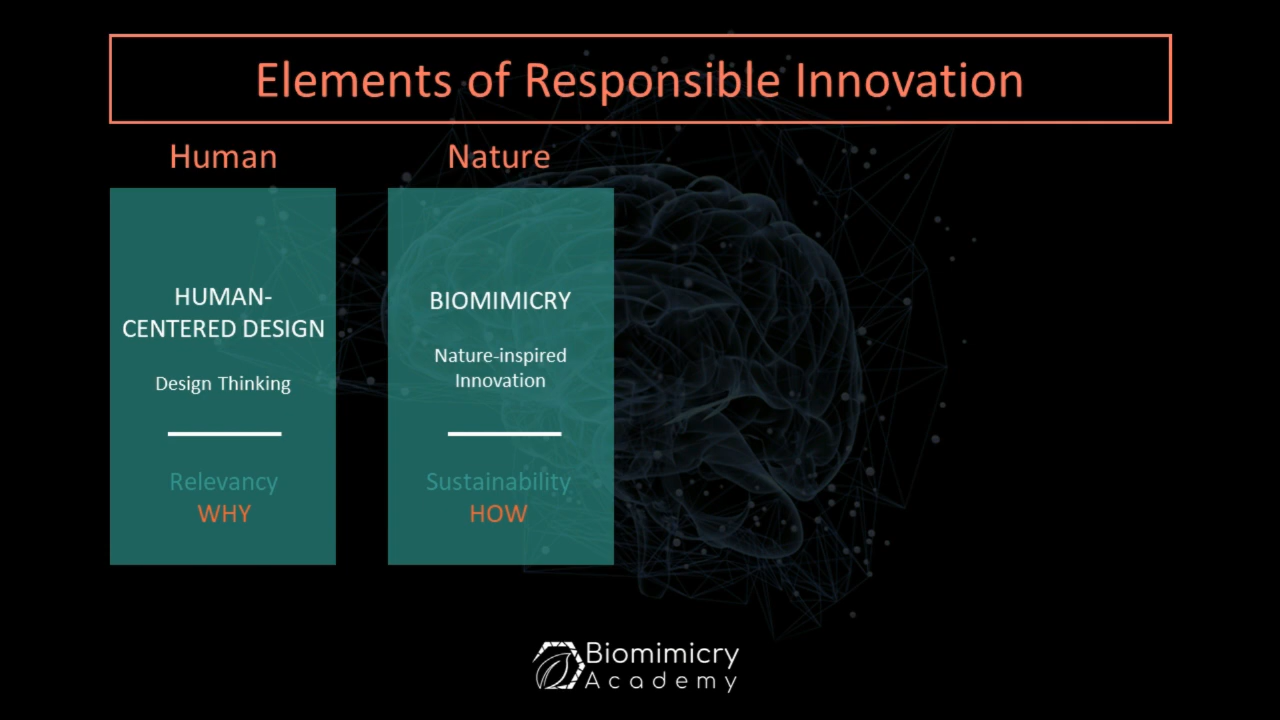 Elements of Responsible Innovation
Human
Nature
HUMAN-
CENTERED DESIGN
Design Thinking
Relevancy
WHY
BIOMIMICRY
Nature-inspired
Innovation
Sustainability
HOW
Biomimicry
Academy